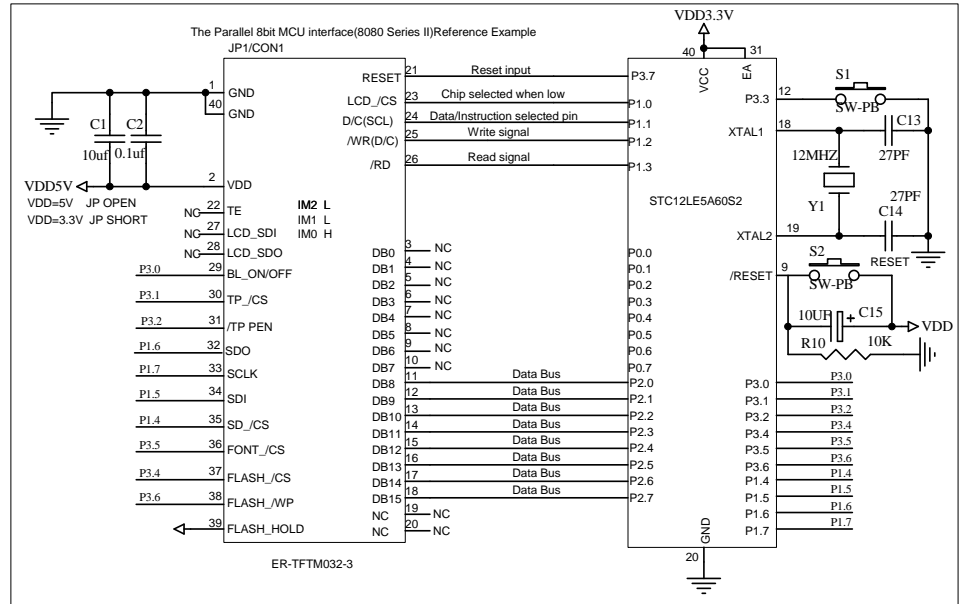 The Parallel 8bit MCU interface(8080 Series II)Reference Example
JP1/CON1
VDD3.3V
40
31
VCC
EA
1
GND
40
GND
C1
C2
10uf
0.1uf
VDD5V
2
VDD
VDD=5V JP OPEN
VDD=3.3V JP SHORT
NC
22
TE
NC
27
LCD_SDI
NC
28
LCD_SDO
P3.0
29
BL_ON/OFF
P3.1
30
TP_/CS
P3.2
31
/TP PEN
P1.6
32
SDO
P1.7
33
SCLK
P1.5
34
SDI
P1.4
35
SD_/CS
P3.5
36
FONT_/CS
P3.4
37
FLASH_/CS
P3.6
38
FLASH_/WP
39
FLASH_HOLD
IM2 L
IM1 L
IM0 H
RESET
21
Reset input
P3.7
LCD_/CS
23
Chip selected when low
P1.0
D/C(SCL)
24
Data/Instruction selected pin
P1.1
/WR(D/C)
25
Write signal
P1.2
/RD
26
Read signal
P1.3
DB0
3
NC
P0.0
DB1
4
NC
P0.1
DB2
5
NC
P0.2
DB3
6
NC
P0.3
DB4
7
NC
P0.4
DB5
8
NC
P0.5
DB6
9
NC
P0.6
DB7
10
NC
P0.7
DB8
11
Data Bus
P2.0
DB9
12
Data Bus
P2.1
DB10
13
Data Bus
P2.2
DB11
14
Data Bus
P2.3
DB12
15
Data Bus
P2.4
DB13
16
Data Bus
P2.5
DB14
17
Data Bus
P2.6
DB15
18
Data Bus
P2.7
NC
19
NC
NC
20
NC
ER-TFTM032-3
STC12LE5A60S2
GND
20
P3.3
12
S1
SW-PB
XTAL1
18
C13
27PF
12MHZ
Y1
27PF
C14
XTAL2
19
RESET
/RESET
9
S2
SW-PB
10UF
+
C15
VDD
R10
10K
P3.0
P3.0
P3.1
P3.1
P3.2
P3.2
P3.4
P3.4
P3.5
P3.5
P3.6
P3.6
P1.4
P1.4
P1.5
P1.5
P1.6
P1.6
P1.7
P1.7